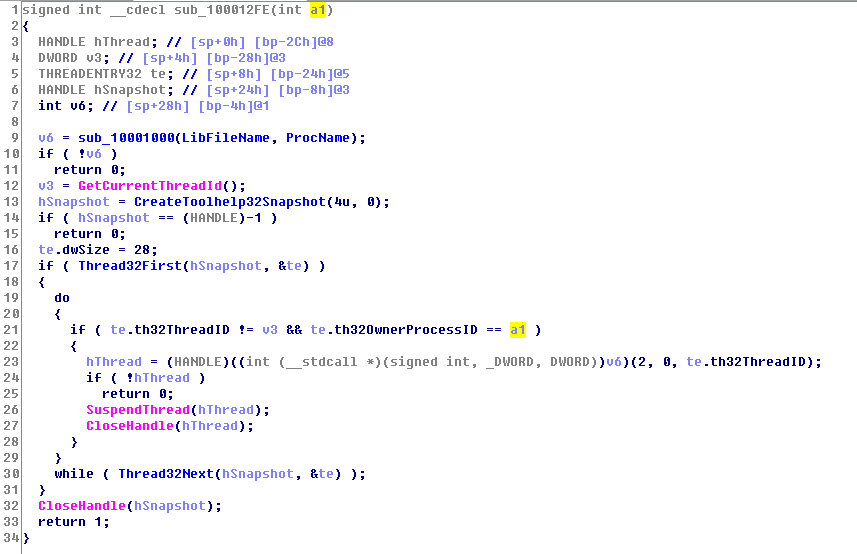 1 signed int __cdecl sub_100012FE(int a1)
2 {
3   HANDLE hThread; // [sp+0h] [bp-2Ch]@8
4   DWORD v3; // [sp+4h] [bp-28h]@3
5   THREADENTRY32 te; // [sp+8h] [bp-24h]@5
6   HANDLE hSnapshot; // [sp+24h] [bp-8h]@3
7   int v6; // [sp+28h] [bp-4h]@1
8
9   v6 = sub_10001000(LibFileName, ProcName);
10   if ( !v6 )
11     return 0;
12   v3 = GetCurrentThreadId();
13   hSnapshot = CreateToolhelp32Snapshot(4u, 0);
14   if ( hSnapshot == (HANDLE)-1 )
15     return 0;
16   te.dwSize = 28;
17   if ( Thread32First(hSnapshot, &te) )
18   {
19     do
20     {
21       if ( te.th32ThreadID != v3 && te.th32OwnerProcessID == a1 )
22       {
23         hThread = (HANDLE)((int (__stdcall *)(signed int, _DWORD, DWORD))v6)(2, 0, te.th32ThreadID);
24         if ( !hThread )
25           return 0;
26         SuspendThread(hThread);
27         CloseHandle(hThread);
28       }
29     }
30     while ( Thread32Next(hSnapshot, &te) );
31   }
32   CloseHandle(hSnapshot);
33   return 1;
34 }